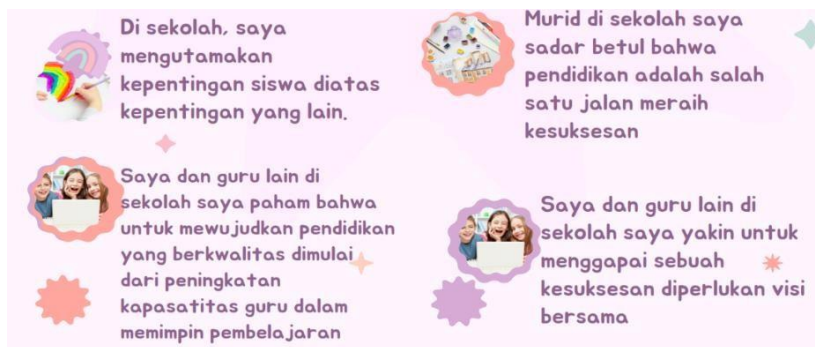 Di sekolah, saya
mengutamakan
kepentingan siswa diatas
kepentingan yang lain.
Saya dan guru lain di
sekolah saya paham bahwa
untuk mewujudkan pendidikan
yang berkwalitas dimulai
dari peningkatan
kapasatitas guru dalam
memimpin pembelajaran
Murid di sekolah saya
sadar betul bahwa
pendidikan adalah salah
satu jalan meraih
kesuksesan
Saya dan guru lain di
sekolah saya yakin untuk
menggapai sebuah
kesuksesan diperlukan visi
bersama